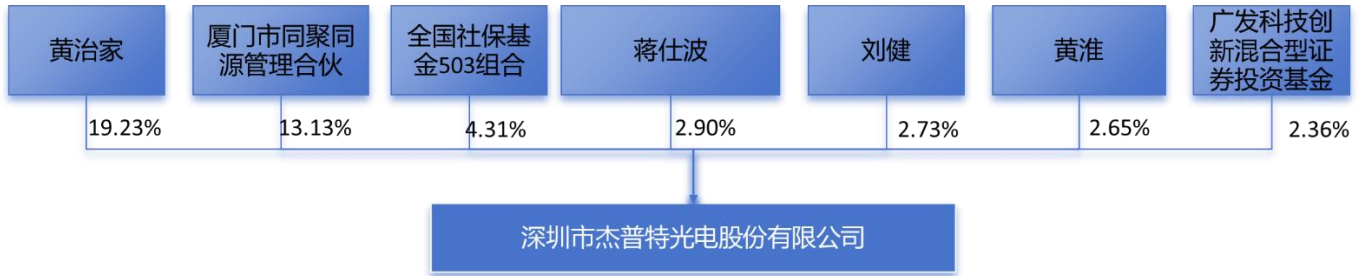 黄治家
厦门市同聚同
源管理合伙
全国社保基
金503组合
蒋仕波
刘健
黄淮
广发科技创
新混合型证
券投资基金
19.23%
13.13%
4.31%
2.90%
2.73%
2.65%
2.36%
深圳市杰普特光电股份有限公司